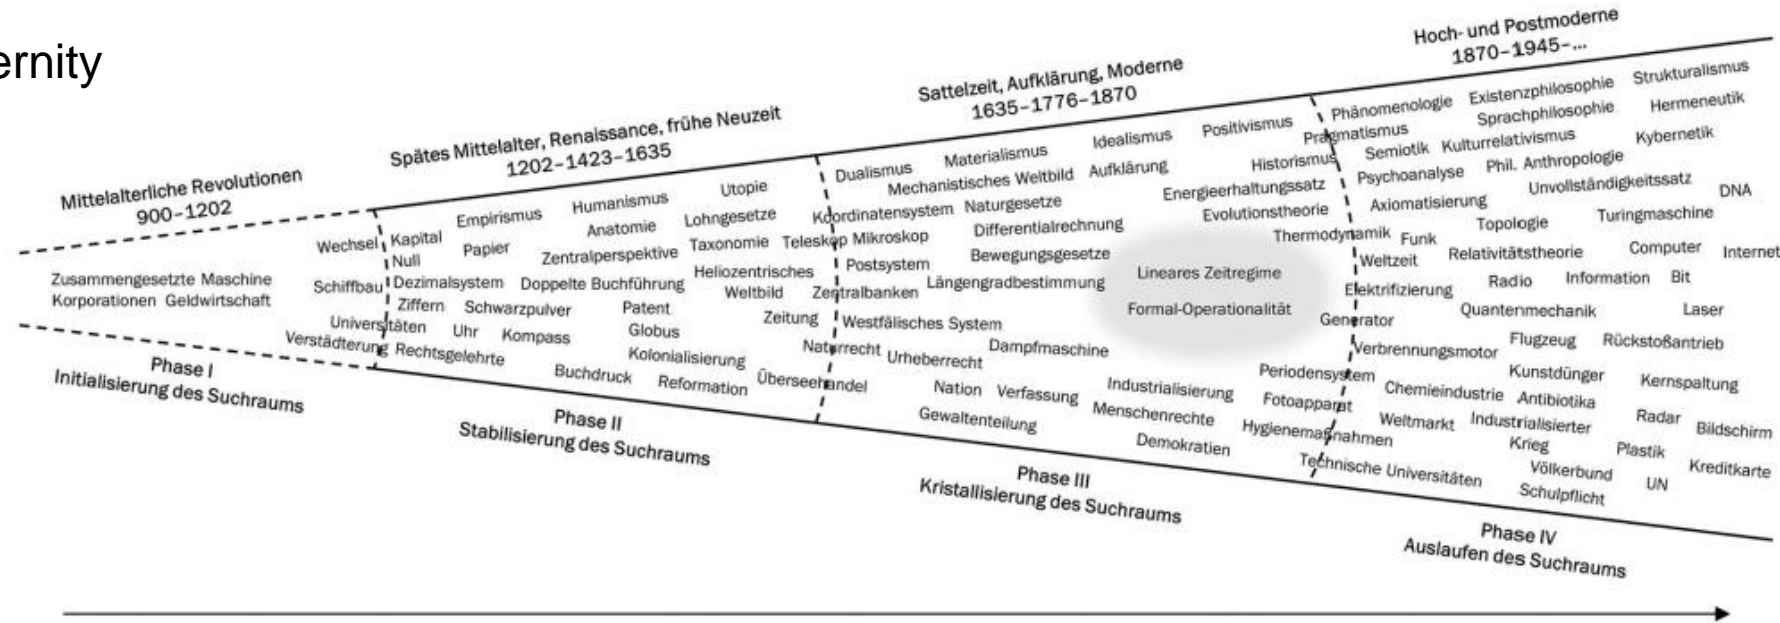 ernity
Mittelalterliche Revolutionen
900–1202
Zusammengesetzte Maschine
Korporationen Geldwirtschaft
Wechsel
Schiffbau
Universitäten
Verstädterung
Phase I
Initialisierung des Suchraums
Spätes Mittelalter, Renaissance, frühe Neuzeit
1202–1423–1635
Kapital
Null
Empirismus
Papier
Humanismus
Anatomie
Utopie
Lohngesetze
Zentralperspektive
Taxonomie
Teleskop
Dezimalsystem
Doppelte Buchführung
Heliozentrisches
Weltbild
Ziffern
Schwarzpulver
Patent
Zentralbanken
Uhr
Kompass
Globus
Zeitung
Rechtsgelehrte
Kolonialisierung
Naturrecht
Buchdruck
Reformation
Überseehandel
Phase II
Stabilisierung des Suchraums
Sattelzeit, Aufklärung, Moderne
1635–1776–1870
Dualismus
Materialismus
Idealismus
Positivismus
Mechanistisches Weltbild
Aufklärung
Historismus
Koordinatensystem
Naturgesetze
Energieerhaltungssatz
Mikroskop
Differentialrechnung
Evolutionstheorie
Postsystem
Bewegungsgesetze
Thermodynamik
Längengradbestimmung
Lineares Zeitregime
Formal-Operationalität
Westfälisches System
Generator
Urheberrecht
Dampfmaschine
Nation
Verfassung
Industrialisierung
Periodensystem
Fotoapparat
Gewaltenteilung
Menschenrechte
Hygienemaßnahmen
Demokratien
Technische Universitäten
Phase III
Kristallisierung des Suchraums
Hoch- und Postmoderne
1870–1945–...
Phänomenologie
Existenzphilosophie
Strukturalismus
Pragmatismus
Sprachphilosophie
Hermeneutik
Semiotik
Kulturrelativismus
Kybernetik
Psychoanalyse
Phil. Anthropologie
Axiomatisierung
Unvollständigkeitssatz
DNA
Topologie
Turingmaschine
Funk
Weltzeit
Relativitätstheorie
Computer
Internet
Elektrifizierung
Radio
Information
Bit
Quantenmechanik
Laser
Verbrennungsmotor
Flugzeug
Rückstoßantrieb
Kunstdünger
Kernspaltung
Chemieindustrie
Antibiotika
Weltmarkt
Industrialisierter
Krieg
Radar
Bildschirm
Plastik
Völkerbund
Kreditkarte
UN
Schulpflicht
Phase IV
Auslaufen des Suchraums